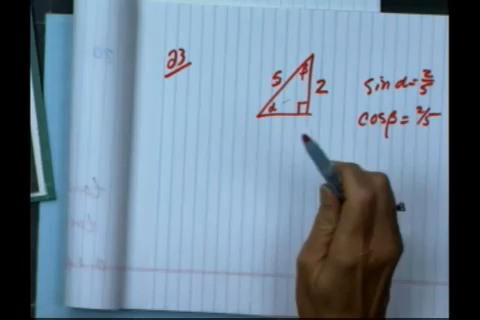 23
5
β
2
α
sin α = 2/5
cos β = 2/5